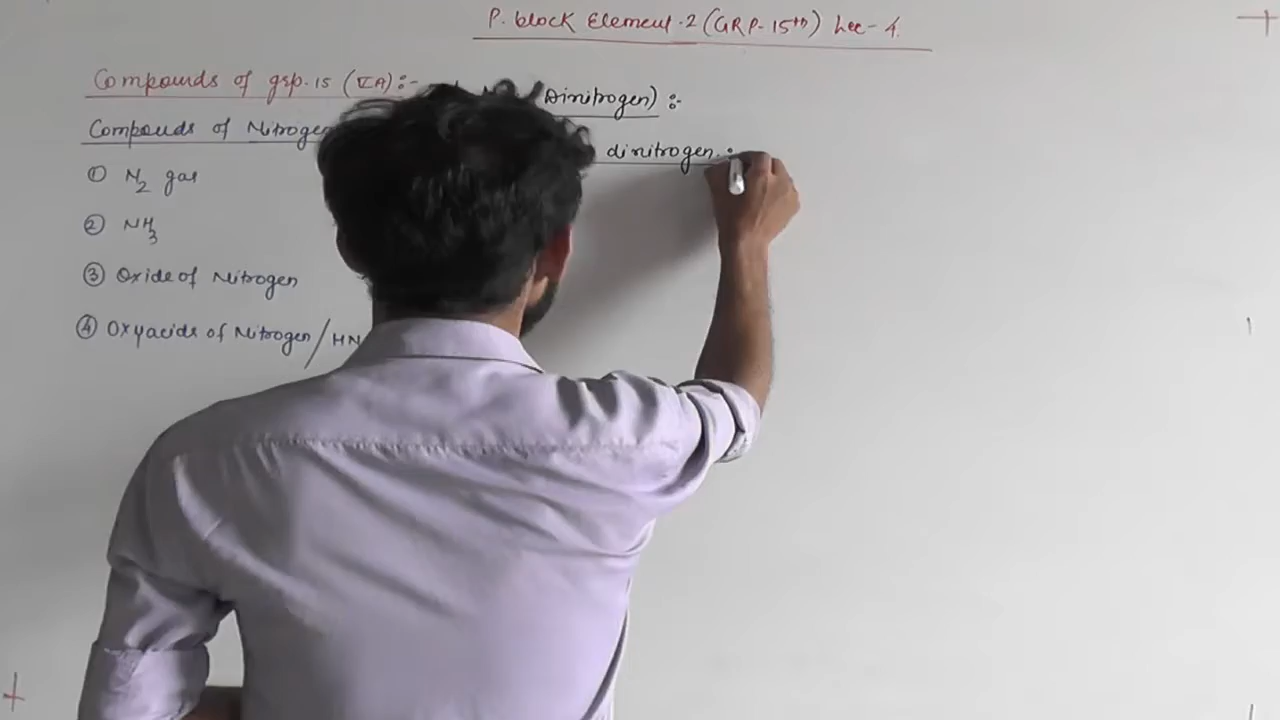 P. block Element-2 (GRP-15th) Lec-4.
Compounds of grp.15 (VA):-
Compouds of Nitrogen
① N2 gas
② NH3
③ Oxide of Nitrogen
④ Oxyacids of Nitrogen/HN
(Dinitrogen) :-
dinitrogen :